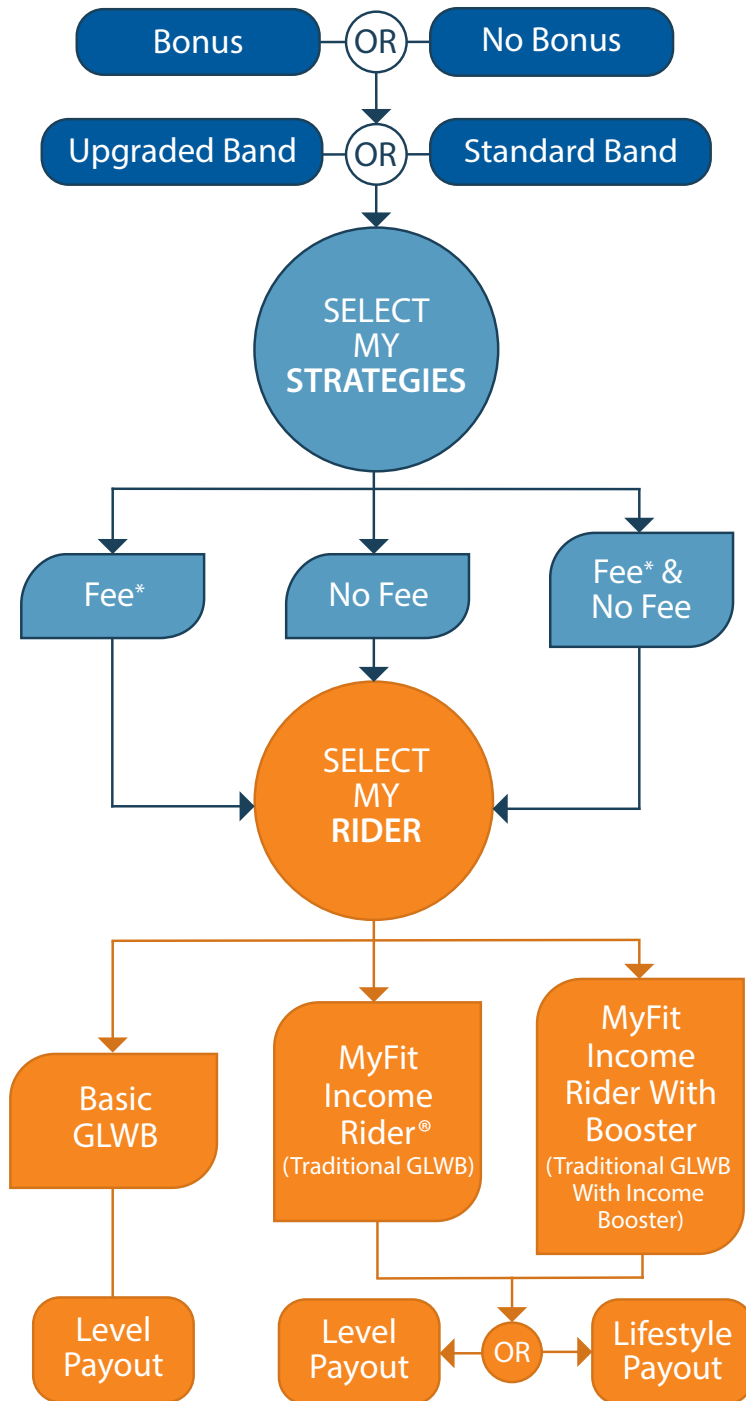 Bonus
OR
No Bonus
Upgraded Band
OR
Standard Band
SELECT
MY
STRATEGIES
Fee*
No Fee
Fee* &
No Fee
SELECT
MY
RIDER
Basic
GLWB
MyFit
Income
Rider®
(Traditional GLWB)
MyFit
Income
Rider With
Booster
(Traditional GLWB
With Income
Booster)
Level
Payout
Level
Payout
OR
Lifestyle
Payout